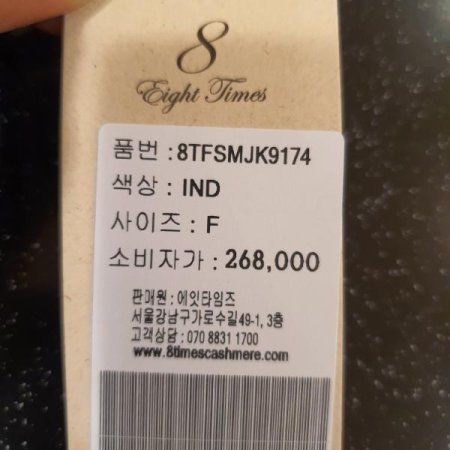 8
Eight Times
품번 : 8TFSMJK9174
색상 : IND
사이즈 : F
소비자가 : 268,000
판매원 : 에잇타임즈
서울강남구가로수길49-1, 3층
고객상담 : 070 8831 1700
www.8timescashmere.com